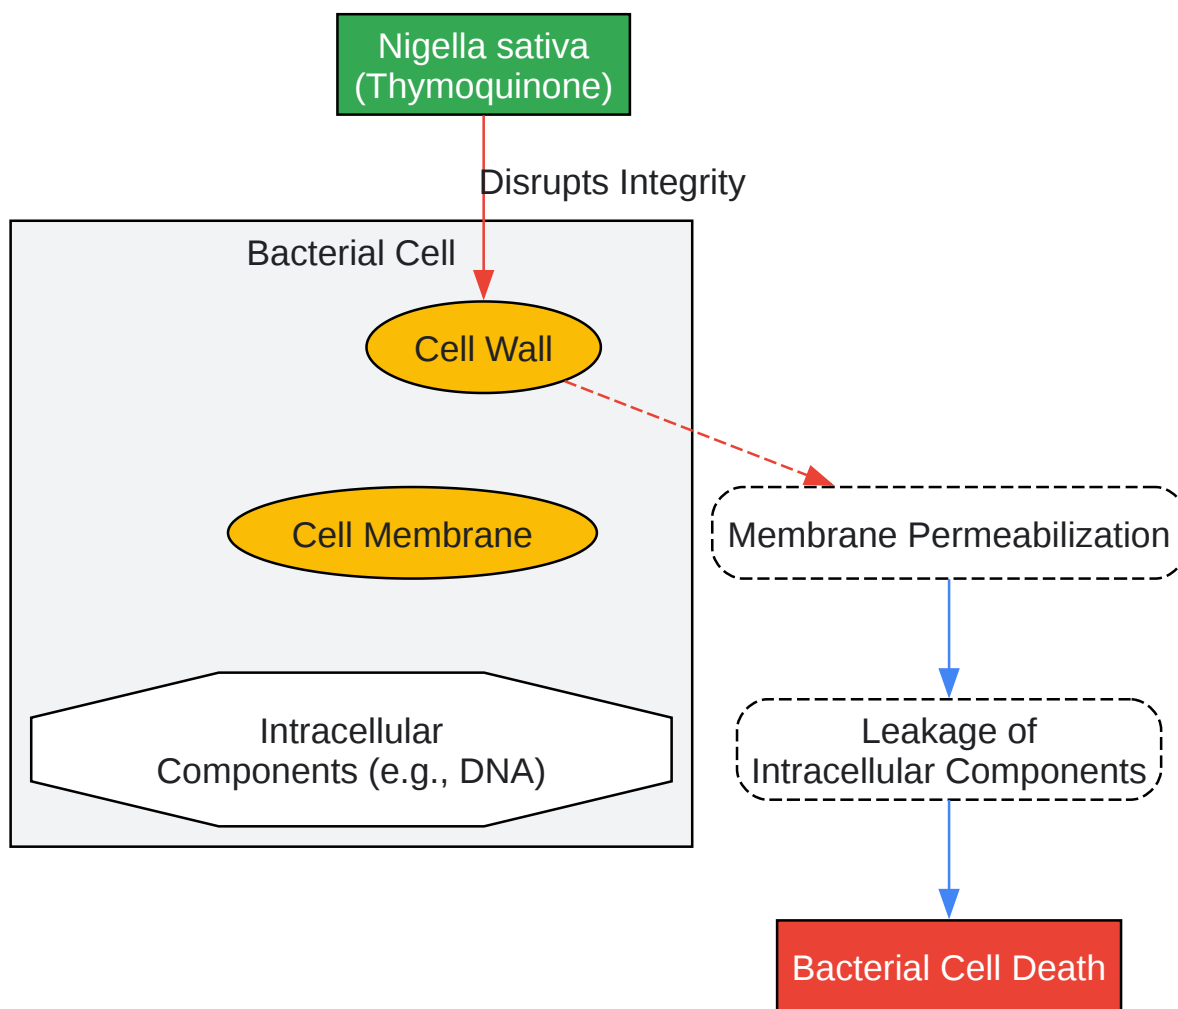 Nigella sativa
(Thymoquinone)
Disrupts Integrity
Bacterial Cell
Cell Wall
Cell Membrane
Membrane Permeabilization
Intracellular
Components (e.g., DNA)
Leakage of
Intracellular Components
Bacterial Cell Death